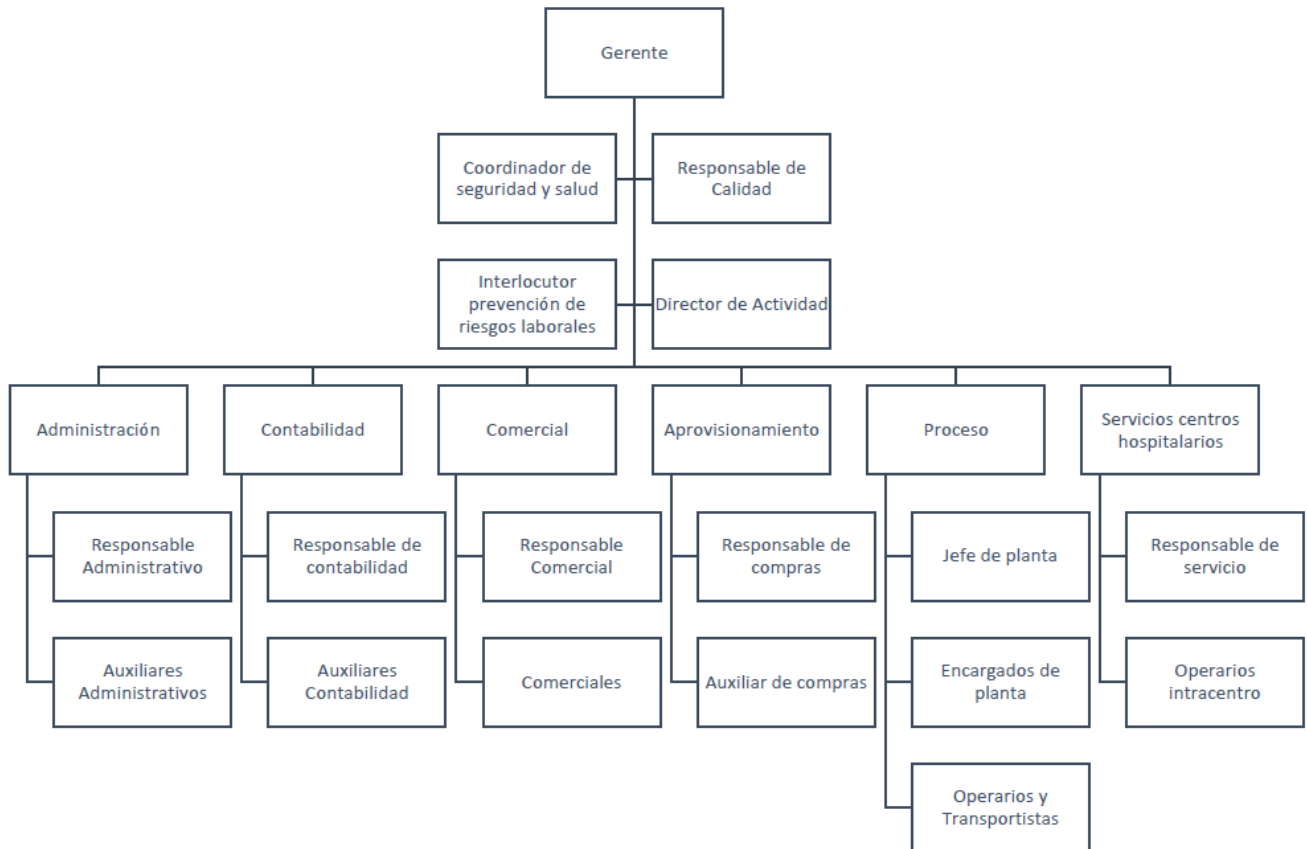 Gerente
Coordinador de
seguridad y salud
Responsable de
Calidad
Interlocutor
prevención de
riesgos laborales
Director de Actividad
Administración
Contabilidad
Comercial
Aprovisionamiento
Proceso
Servicios centros
hospitalarios
Responsable
Administrativo
Responsable de
contabilidad
Responsable
Comercial
Responsable de
compras
Jefe de planta
Responsable de
servicio
Auxiliares
Administrativos
Auxiliares
Contabilidad
Comerciales
Auxiliar de compras
Encargados de
planta
Operarios
intracentro
Operarios y
Transportistas